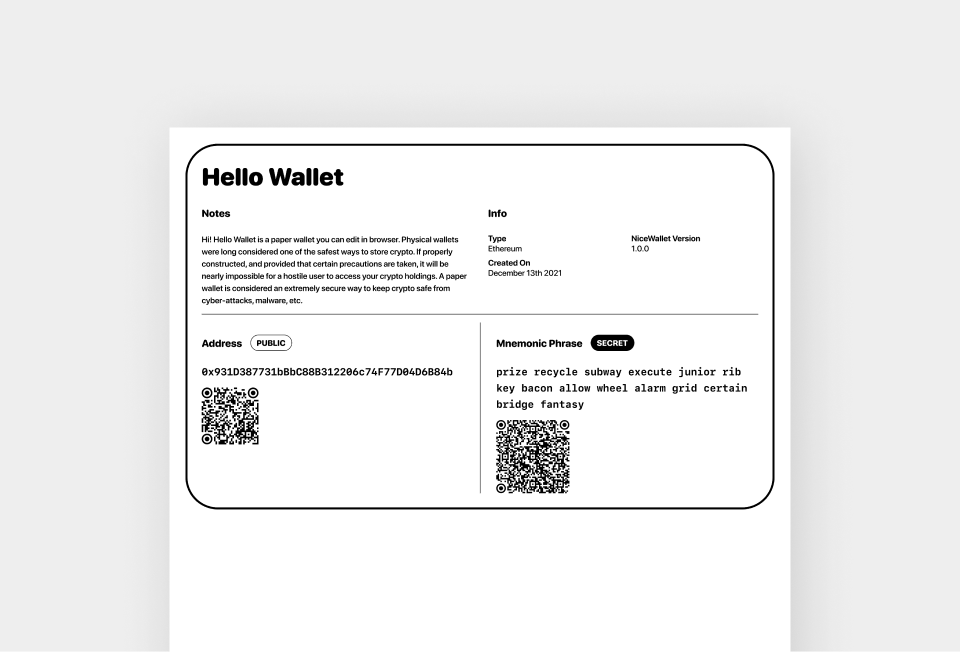 Hello Wallet
Notes
Hi! Hello Wallet is a paper wallet you can edit in browser. Physical wallets
were long considered one of the safest ways to store crypto. If properly
constructed, and provided that certain precautions are taken, it will be
nearly impossible for a hostile user to access your crypto holdings. A paper
wallet is considered an extremely secure way to keep crypto safe from
cyber-attacks, malware, etc.
Info
Type
Ethereum
Created On
December 13th 2021
NiceWallet Version
1.0.0
Address PUBLIC
0x931D387731bBbC88B312206c74F77D04D6B84b
Mnemonic Phrase SECRET
prize recycle subway execute junior rib
key bacon allow wheel alarm grid certain
bridge fantasy